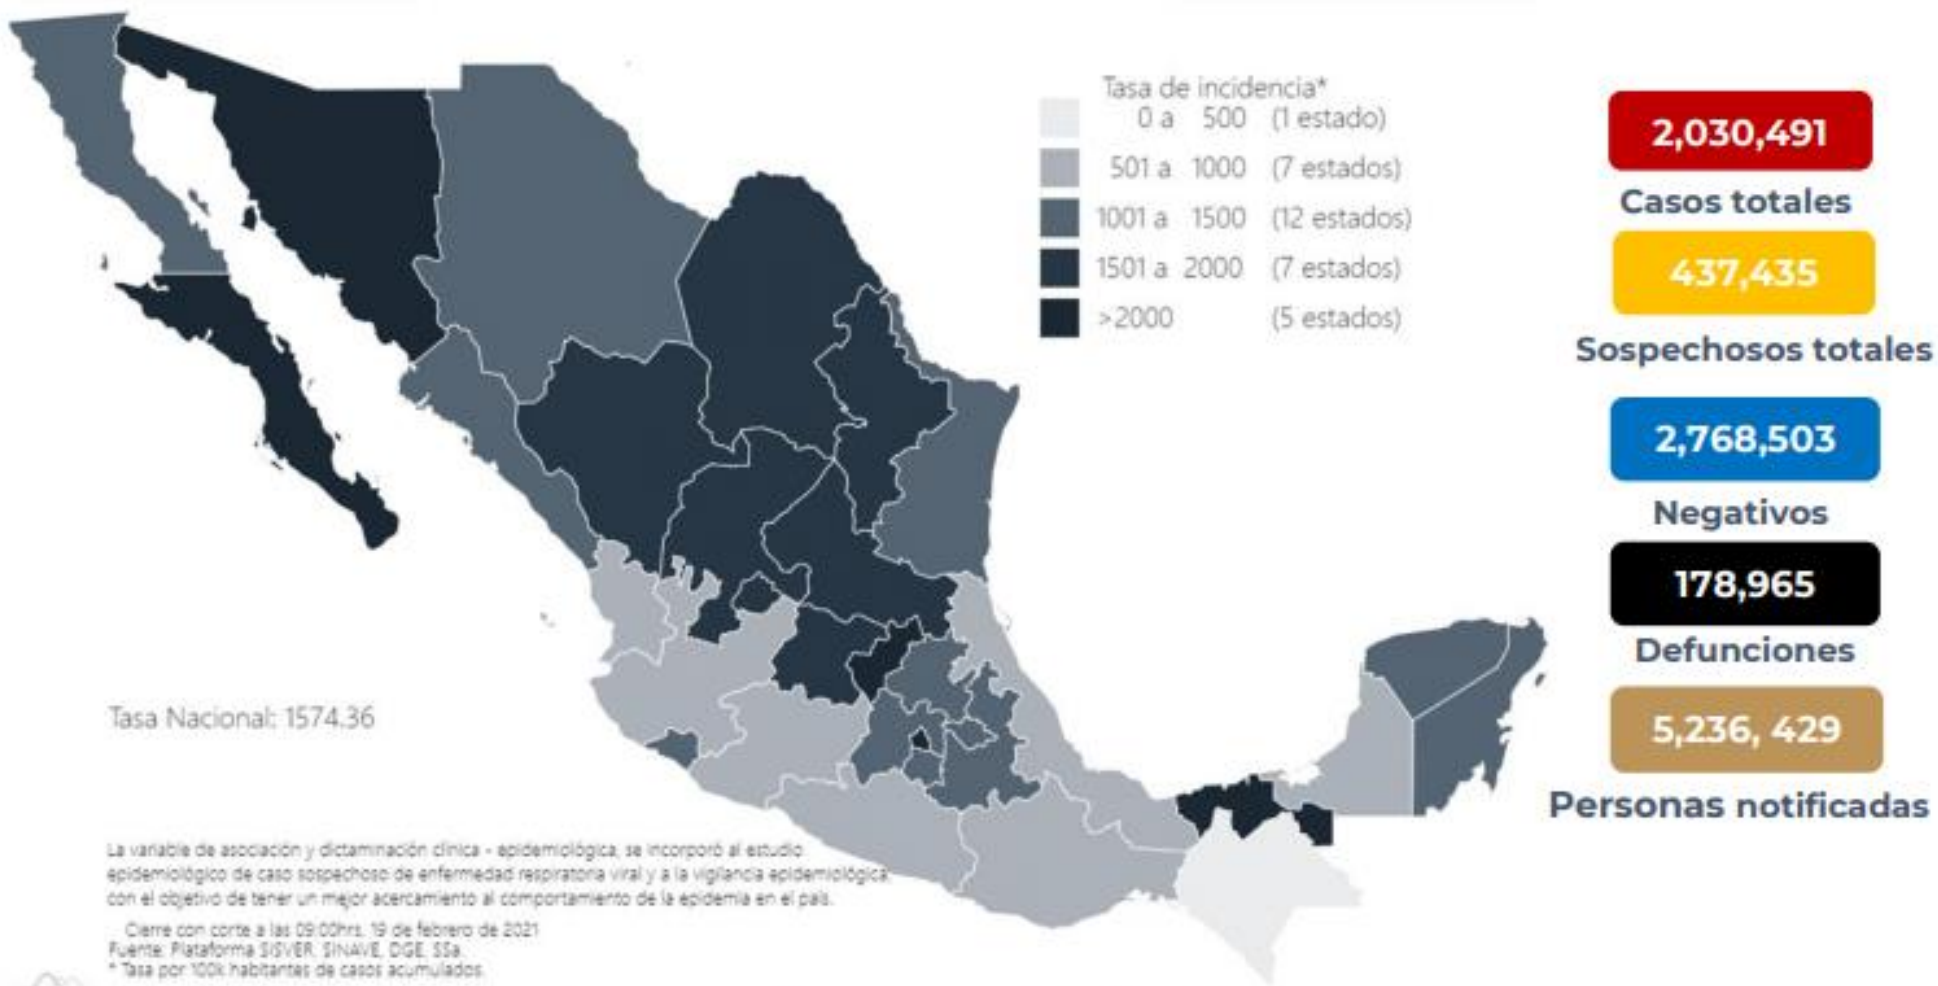 Tasa de incidencia*
0 a 500 (1 estado)
501 a 1000 (7 estados)
1001 a 1500 (12 estados)
1501 a 2000 (7 estados)
>2000 (5 estados)
2,030,491
Casos totales
437,435
Sospechosos totales
2,768,503
Negativos
178,965
Defunciones
5,236, 429
Personas notificadas
Tasa Nacional: 1574.36
La variable de asociación y dictaminación clínica - epidemiológica, se incorporó al estudio
epidemiológico de caso sospechoso de enfermedad respiratoria viral y a la vigilancia epidemiológica,
con el objetivo de tener un mejor acercamiento al comportamiento de la epidemia en el país.
Cierre con corte a las 09:00hrs, 19 de febrero de 2021
Fuente: Plataforma SISVER, SINAVE, DGE, SSa.
* Tasa por 100k habitantes de casos acumulados.